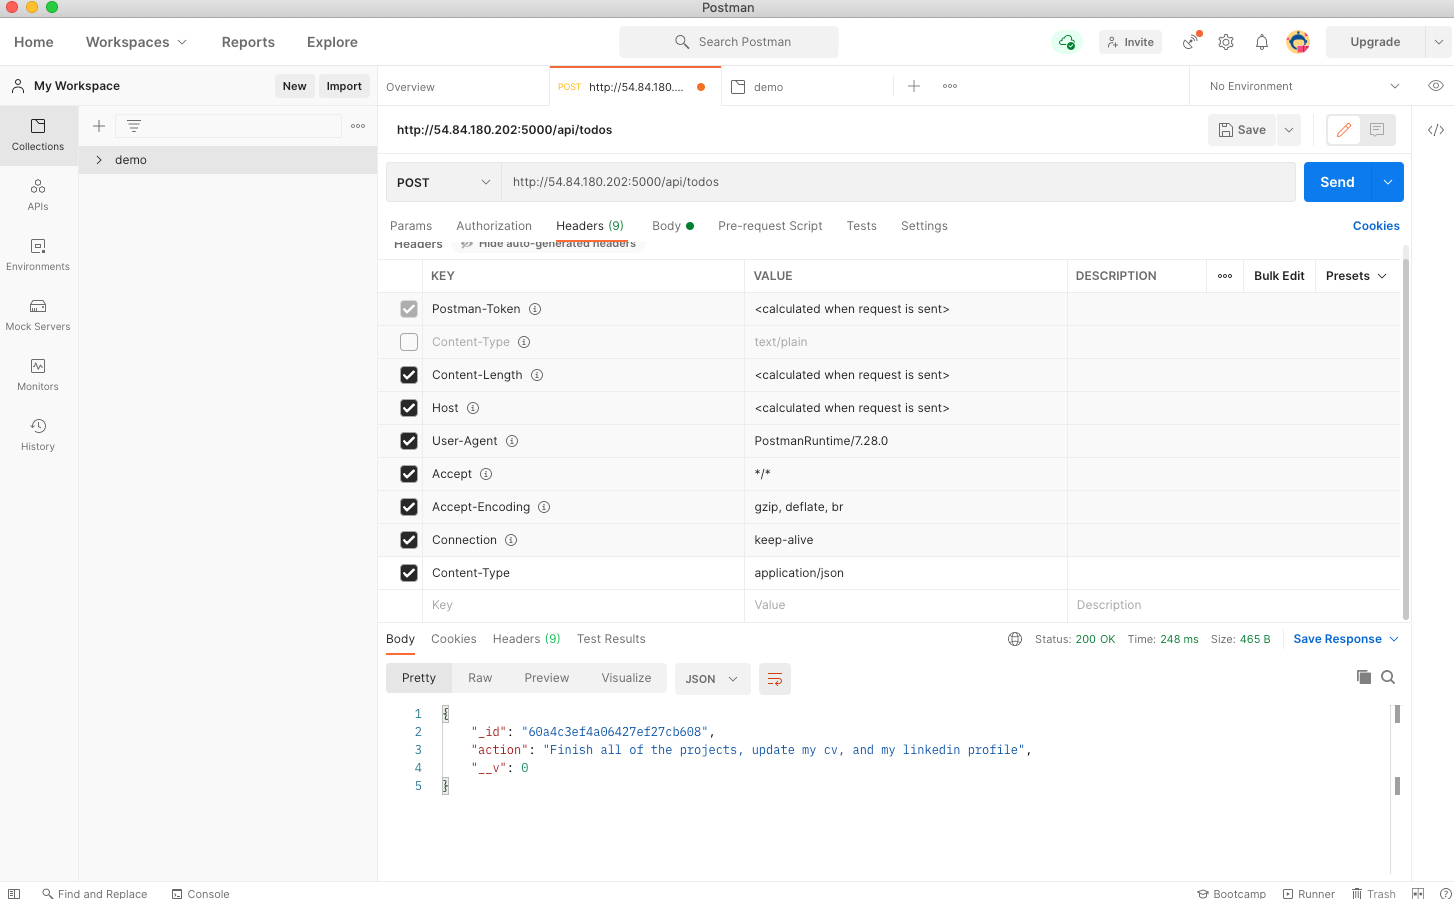 Postman
Home Workspaces Reports Explore Search Postman Invite Upgrade
My Workspace New Import Overview POST http://54.84.180.... demo No Environment
Collections
demo
APIs
Environments
Mock Servers
Monitors
History
http://54.84.180.202:5000/api/todos Save
POST http://54.84.180.202:5000/api/todos Send
Params Authorization Headers (9) Body Pre-request Script Tests Settings Cookies
Headers Hide auto-generated headers
KEY VALUE DESCRIPTION Bulk Edit Presets
Postman-Token <calculated when request is sent>
Content-Type text/plain
Content-Length <calculated when request is sent>
Host <calculated when request is sent>
User-Agent PostmanRuntime/7.28.0
Accept */*
Accept-Encoding gzip, deflate, br
Connection keep-alive
Content-Type application/json
Key Value Description
Body Cookies Headers (9) Test Results Status: 200 OK Time: 248 ms Size: 465 B Save Response
Pretty Raw Preview Visualize JSON
1 {
2 "_id": "60a4c3ef4a06427ef27cb608",
3 "action": "Finish all of the projects, update my cv, and my linkedin profile",
4 "__v": 0
5 }
Find and Replace Console Bootcamp Runner Trash